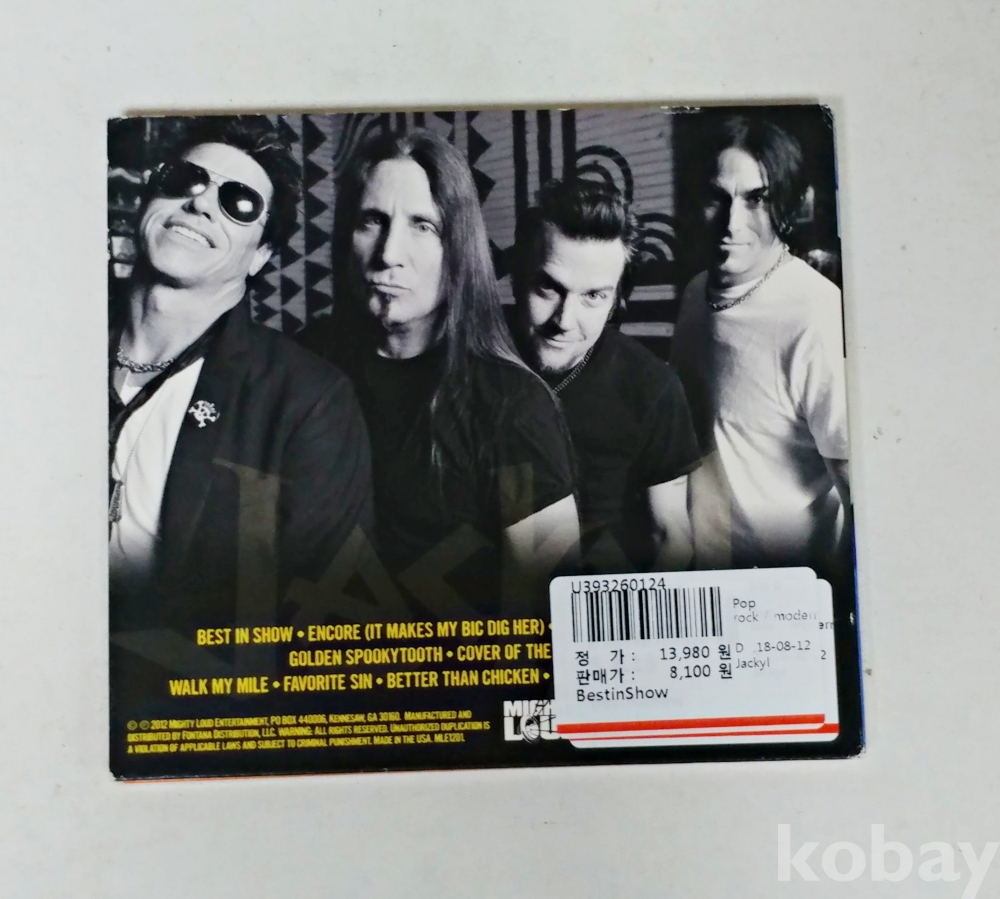 Jackyl
BEST IN SHOW • ENCORE (IT MAKES MY BIC DIG HER) •
GOLDEN SPOOKYTOOTH • COVER OF THE
WALK MY MILE • FAVORITE SIN • BETTER THAN CHICKEN •
© ℗ 2012 MIGHTY LOUD ENTERTAINMENT, PO BOX 440006, KENNESAW, GA 30160. MANUFACTURED AND
DISTRIBUTED BY FONTANA DISTRIBUTION, LLC. WARNING: ALL RIGHTS RESERVED. UNAUTHORIZED DUPLICATION IS
A VIOLATION OF APPLICABLE LAWS AND SUBJECT TO CRIMINAL PUNISHMENT. MADE IN THE USA. MLE1201.
U393260124
Pop
rock / modern
정 가 : 13,980 원
D 18-08-12
판매가 : 8,100 원
Jackyl
BestinShow
2
kobay